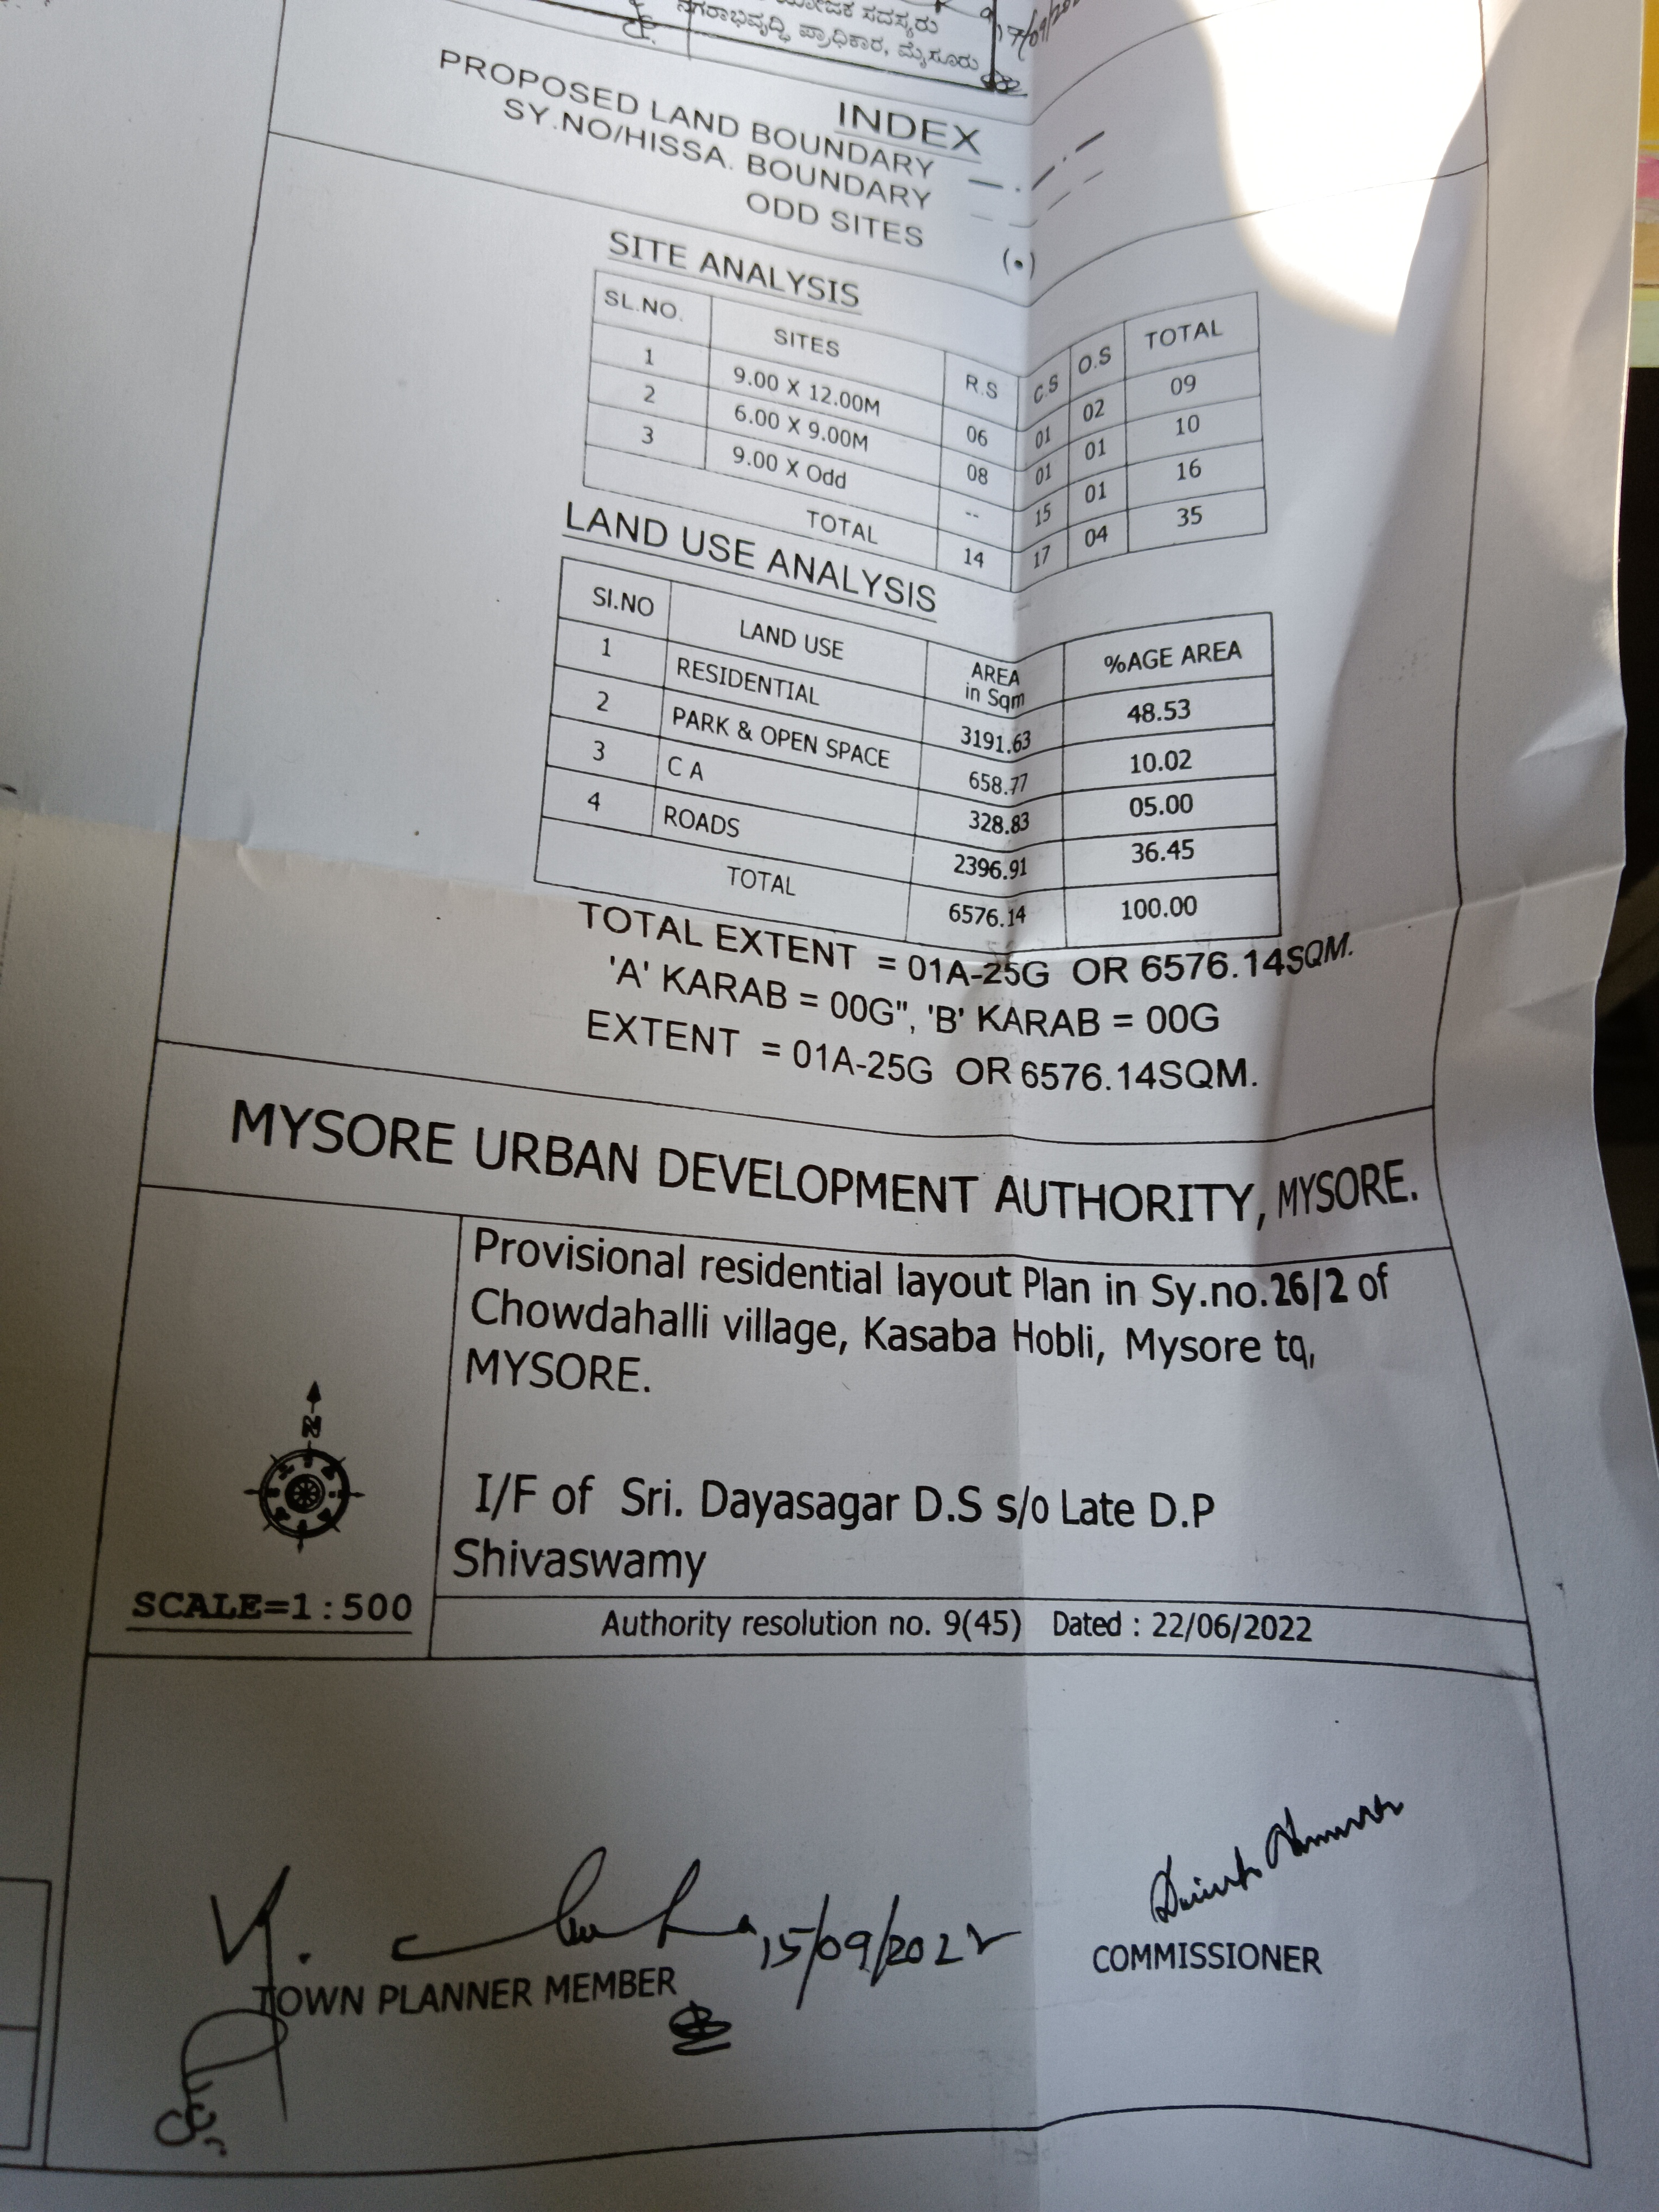 ಸದಸ್ಯರು
ನಗರಾಭಿವೃದ್ಧಿ ಪ್ರಾಧಿಕಾರ, ಮೈಸೂರು
INDEX
PROPOSED LAND BOUNDARY
SY.NO/HISSA. BOUNDARY
ODD SITES (•)
SITE ANALYSIS
SL.NO. SITES R.S C.S O.S TOTAL
1 9.00 X 12.00M 06 01 02 09
2 6.00 X 9.00M 08 01 01 10
3 9.00 X Odd -- 15 01 16
TOTAL 14 17 04 35
LAND USE ANALYSIS
SI.NO LAND USE AREA in Sqm %AGE AREA
1 RESIDENTIAL 3191.63 48.53
2 PARK & OPEN SPACE 658.77 10.02
3 C A 328.83 05.00
4 ROADS 2396.91 36.45
TOTAL 6576.14 100.00
TOTAL EXTENT = 01A-25G OR 6576.14SQM.
'A' KARAB = 00G", 'B' KARAB = 00G
EXTENT = 01A-25G OR 6576.14SQM.
MYSORE URBAN DEVELOPMENT AUTHORITY, MYSORE.
Provisional residential layout Plan in Sy.no.26/2 of
Chowdahalli village, Kasaba Hobli, Mysore tq,
MYSORE.
I/F of Sri. Dayasagar D.S s/o Late D.P
Shivaswamy
N
SCALE=1:500
Authority resolution no. 9(45) Dated : 22/06/2022
15/09/2022
TOWN PLANNER MEMBER
COMMISSIONER